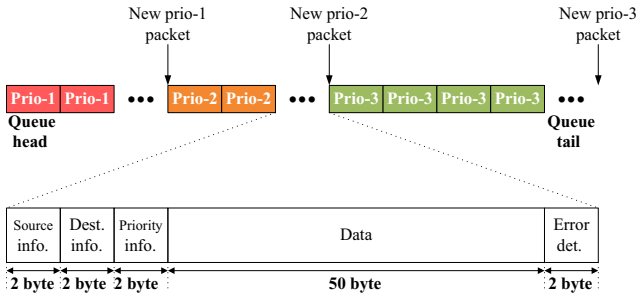 New prio-1 packet
New prio-2 packet
New prio-3 packet
Prio-1 Prio-1 ••• Prio-2 Prio-2 ••• Prio-3 Prio-3 Prio-3 Prio-3 •••
Queue head
Queue tail
Source info.
Dest. info.
Priority info.
Data
Error det.
2 byte 2 byte 2 byte 50 byte 2 byte